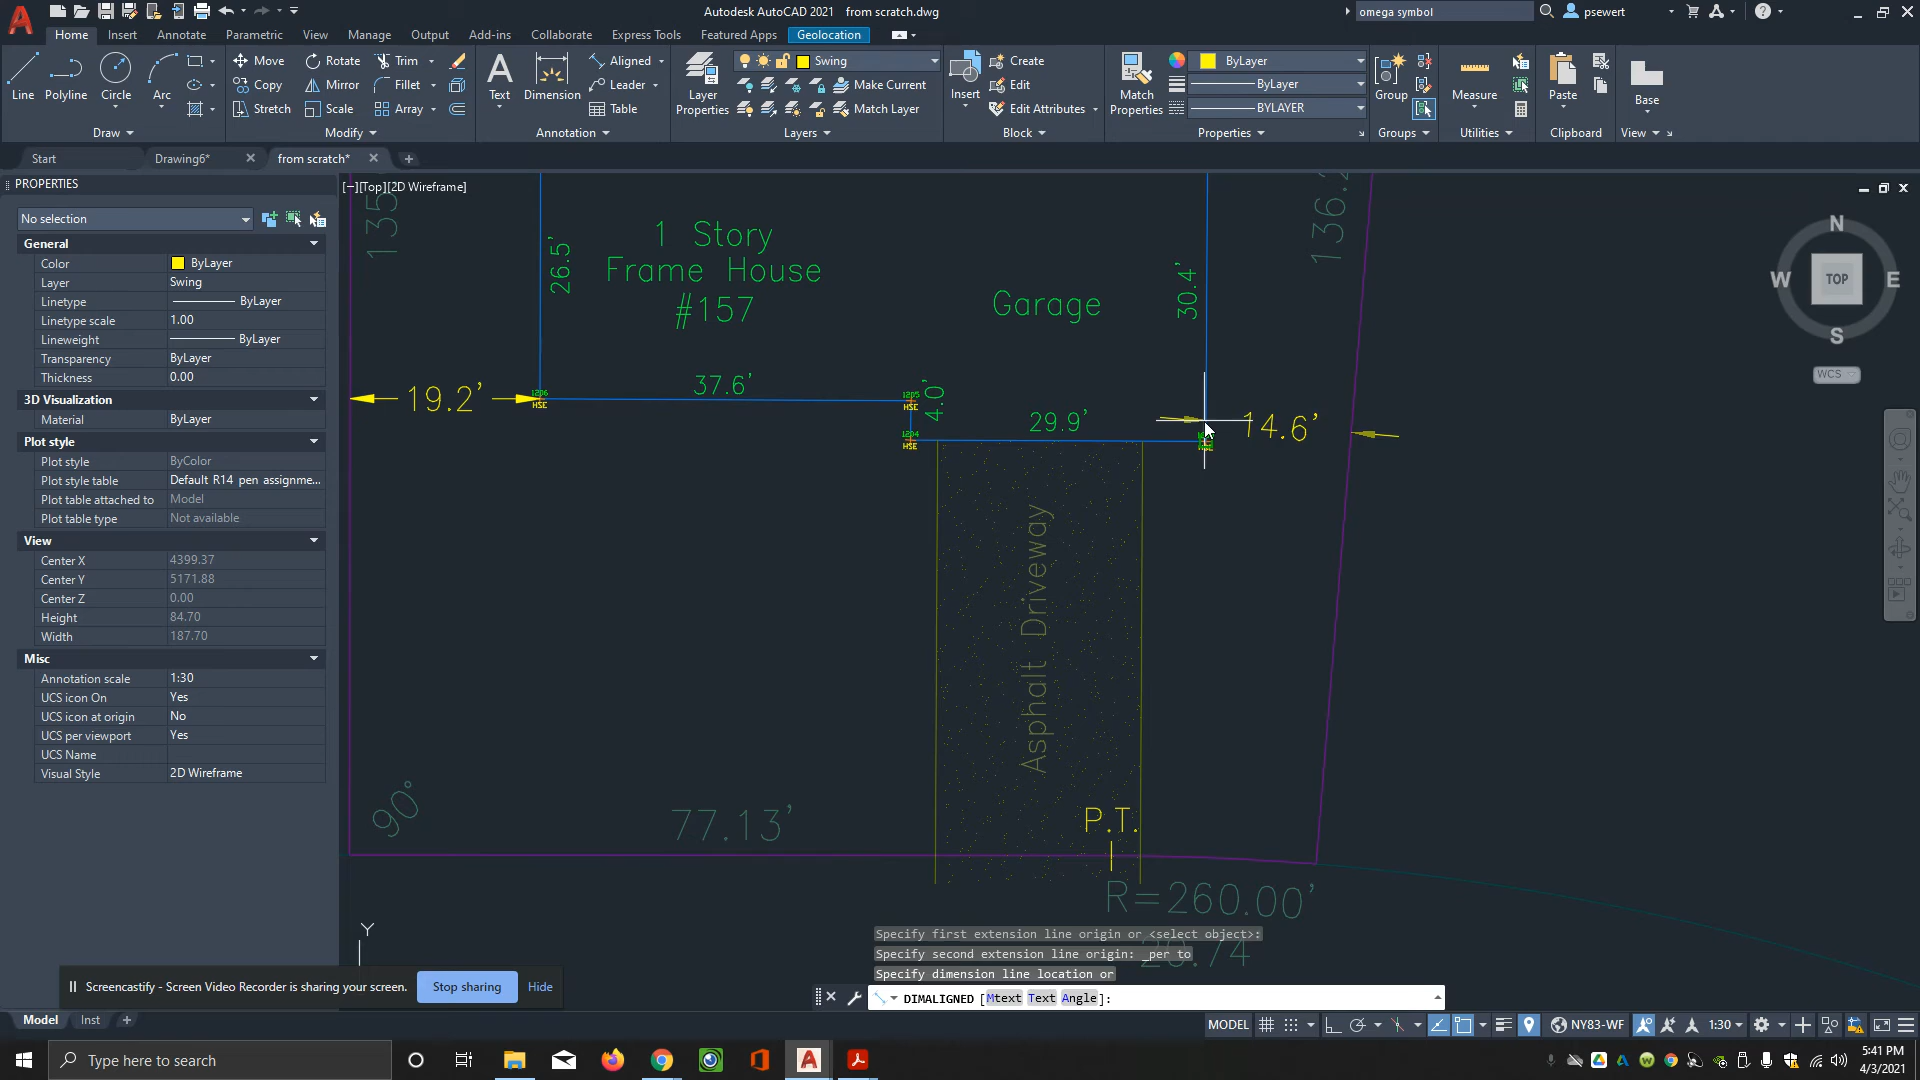 Autodesk AutoCAD 2021 from scratch.dwg
omega symbol
psewert
Home Insert Annotate Parametric View Manage Output Add-ins Collaborate Express Tools Featured Apps Geolocation
Line Polyline Circle Arc
Move Rotate Trim
Copy Mirror Fillet
Stretch Scale Array
Text Dimension
Aligned
Leader
Table
Layer Properties
Swing
Make Current
Match Layer
Insert
Create
Edit
Edit Attributes
Match Properties
ByLayer
ByLayer
BYLAYER
Group Measure Paste Base
Draw Modify Annotation Layers Block Properties Groups Utilities Clipboard View
Start Drawing6* from scratch*
PROPERTIES
[−][Top][2D Wireframe]
No selection
General
Color ByLayer
Layer Swing
Linetype ByLayer
Linetype scale 1.00
Lineweight ByLayer
Transparency ByLayer
Thickness 0.00
3D Visualization
Material ByLayer
Plot style
Plot style ByColor
Plot style table Default R14 pen assignme...
Plot table attached to Model
Plot table type Not available
View
Center X 4399.37
Center Y 5171.88
Center Z 0.00
Height 84.70
Width 187.70
Misc
Annotation scale 1:30
UCS icon On Yes
UCS icon at origin No
UCS per viewport Yes
UCS Name
Visual Style 2D Wireframe
N
W TOP E
S
WCS
1 Story
Frame House
#157
Garage
26.5'
30.4'
19.2'
1206
HSE
37.6'
1205
HSE
4.0'
1204
HSE
29.9'
14.6'
Asphalt Driveway
90°
77.13'
P.T.
R=260.00'
Y
Specify first extension line origin or <select object>:
Specify second extension line origin: _per to
Specify dimension line location or
DIMALIGNED [Mtext Text Angle]:
Screencastify - Screen Video Recorder is sharing your screen. Stop sharing Hide
Model Inst
MODEL NY83-WF 1:30
Type here to search
5:41 PM
4/3/2021